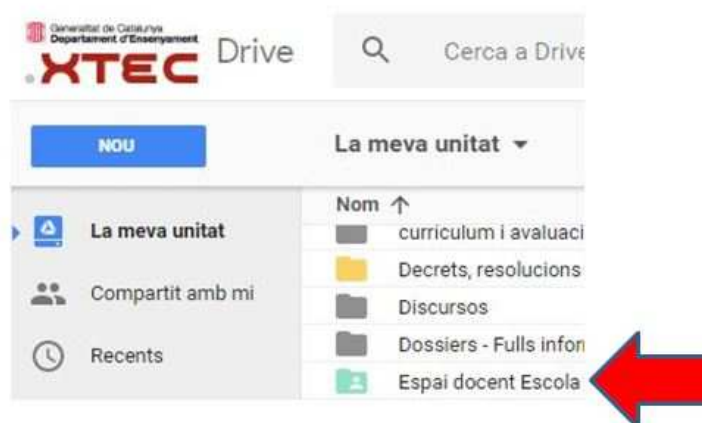 Generalitat de Catalunya
Departament d'Ensenyament
.XTEC Drive
Cerca a Drive
NOU
La meva unitat
Nom
La meva unitat
curriculum i avaluaci
Compartit amb mi
Decrets, resolucions
Discursos
Recents
Dossiers - Fulls infor
Espai docent Escola